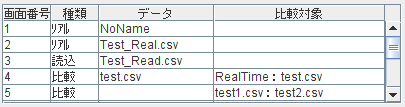 画面番号 種類 データ 比較対象
1 ﾘｱﾙ NoName
2 ﾘｱﾙ Test_Real.csv
3 読込 Test_Read.csv
4 比較 test.csv RealTime：test.csv
5 比較 test1.csv：test2.csv